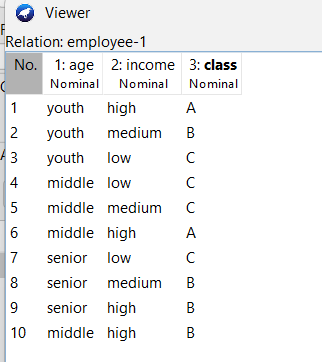 Viewer
Relation: employee-1
No. 1: age 2: income 3: class
Nominal Nominal Nominal
1 youth high A
2 youth medium B
3 youth low C
4 middle low C
5 middle medium C
6 middle high A
7 senior low C
8 senior medium B
9 senior high B
10 middle high B